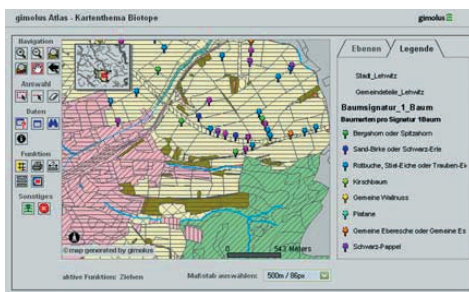 gimolus Atlas - Kartenthema Biotope
gimolus
Navigation
Auswahl
Daten
Funktion
Sonstiges
Ebenen
Legende
Stadt_Lehwitz
Gemeindeteile_Lehwitz
Baumsignatur_1_Baum
Baumarten pro Signatur 1Baum
Bergahorn oder Spitzahorn
Sand-Birke oder Schwarz-Erle
Rotbuche, Stiel-Eiche oder Trauben-Ei
Kirschbaum
Gemeine Wallnuss
Platane
Gemeine Eberesche oder Gemeine Es
Schwarz-Pappel
©map generated by gimolus
0 543 Meters
aktive Funktion: Ziehen
Maßstab auswählen: 500m / 86px